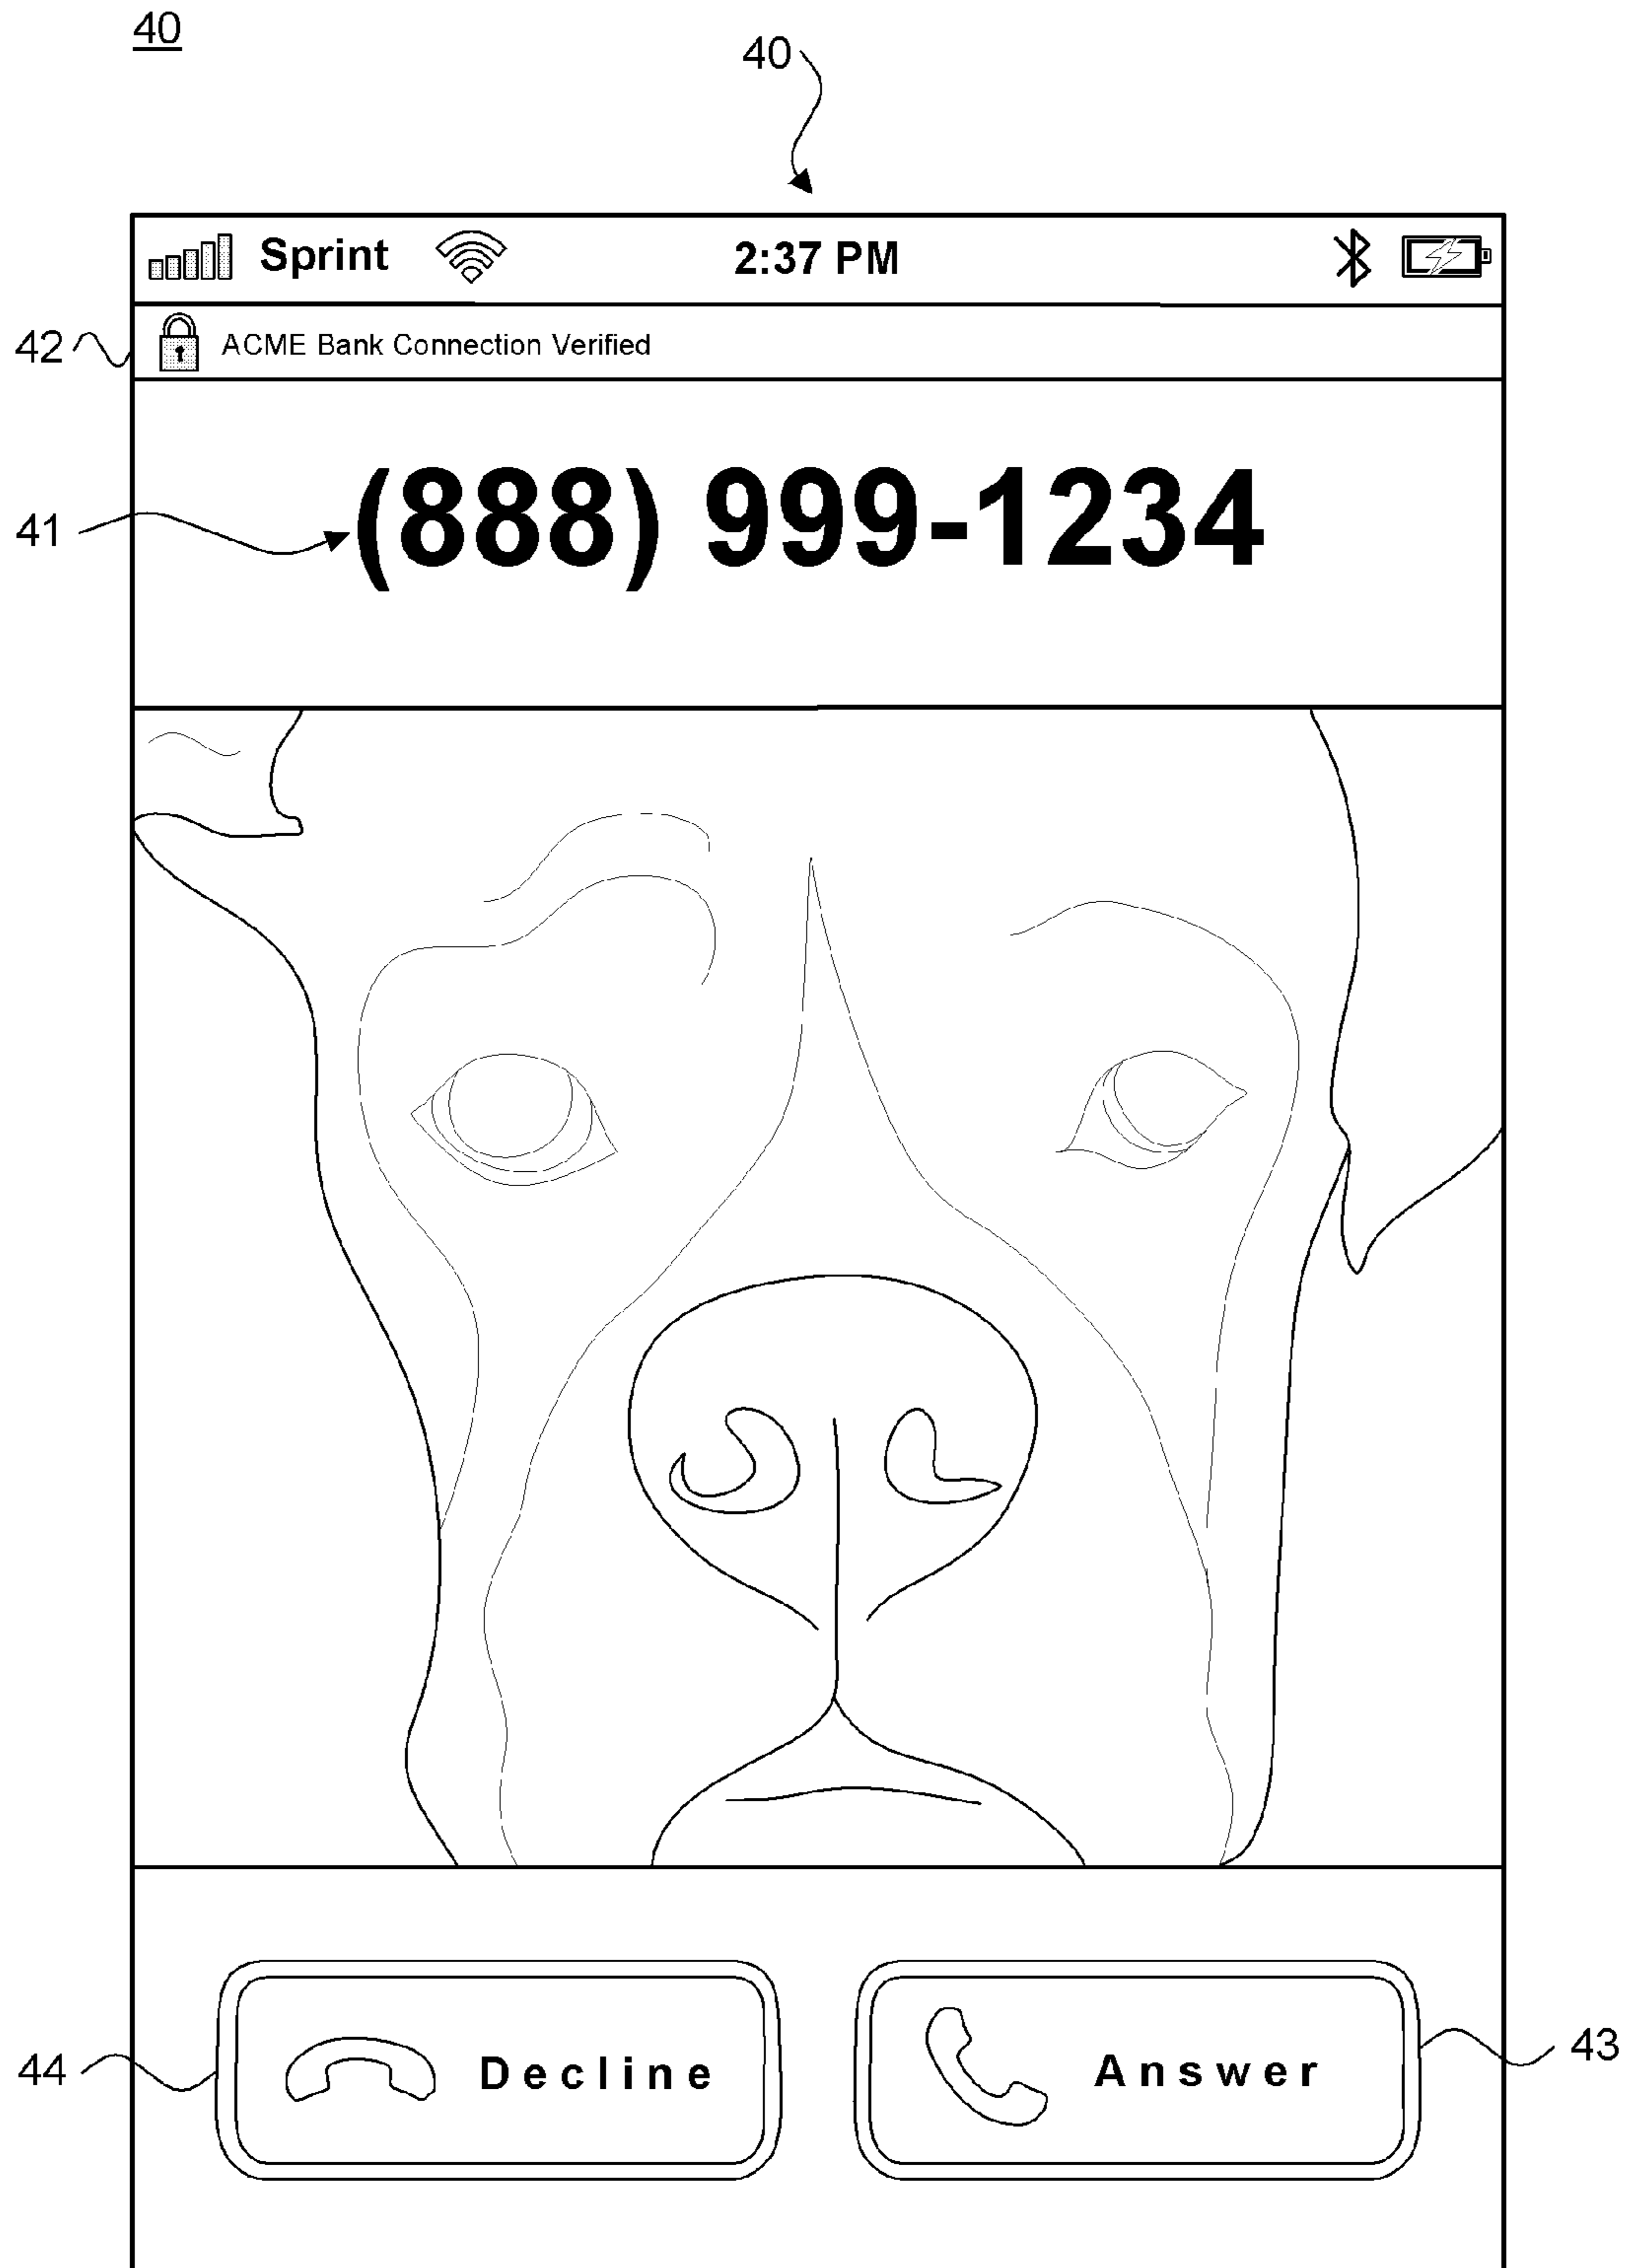 40
40
Sprint 2:37 PM
42
ACME Bank Connection Verified
41
(888) 999-1234
44
Decline
Answer
43